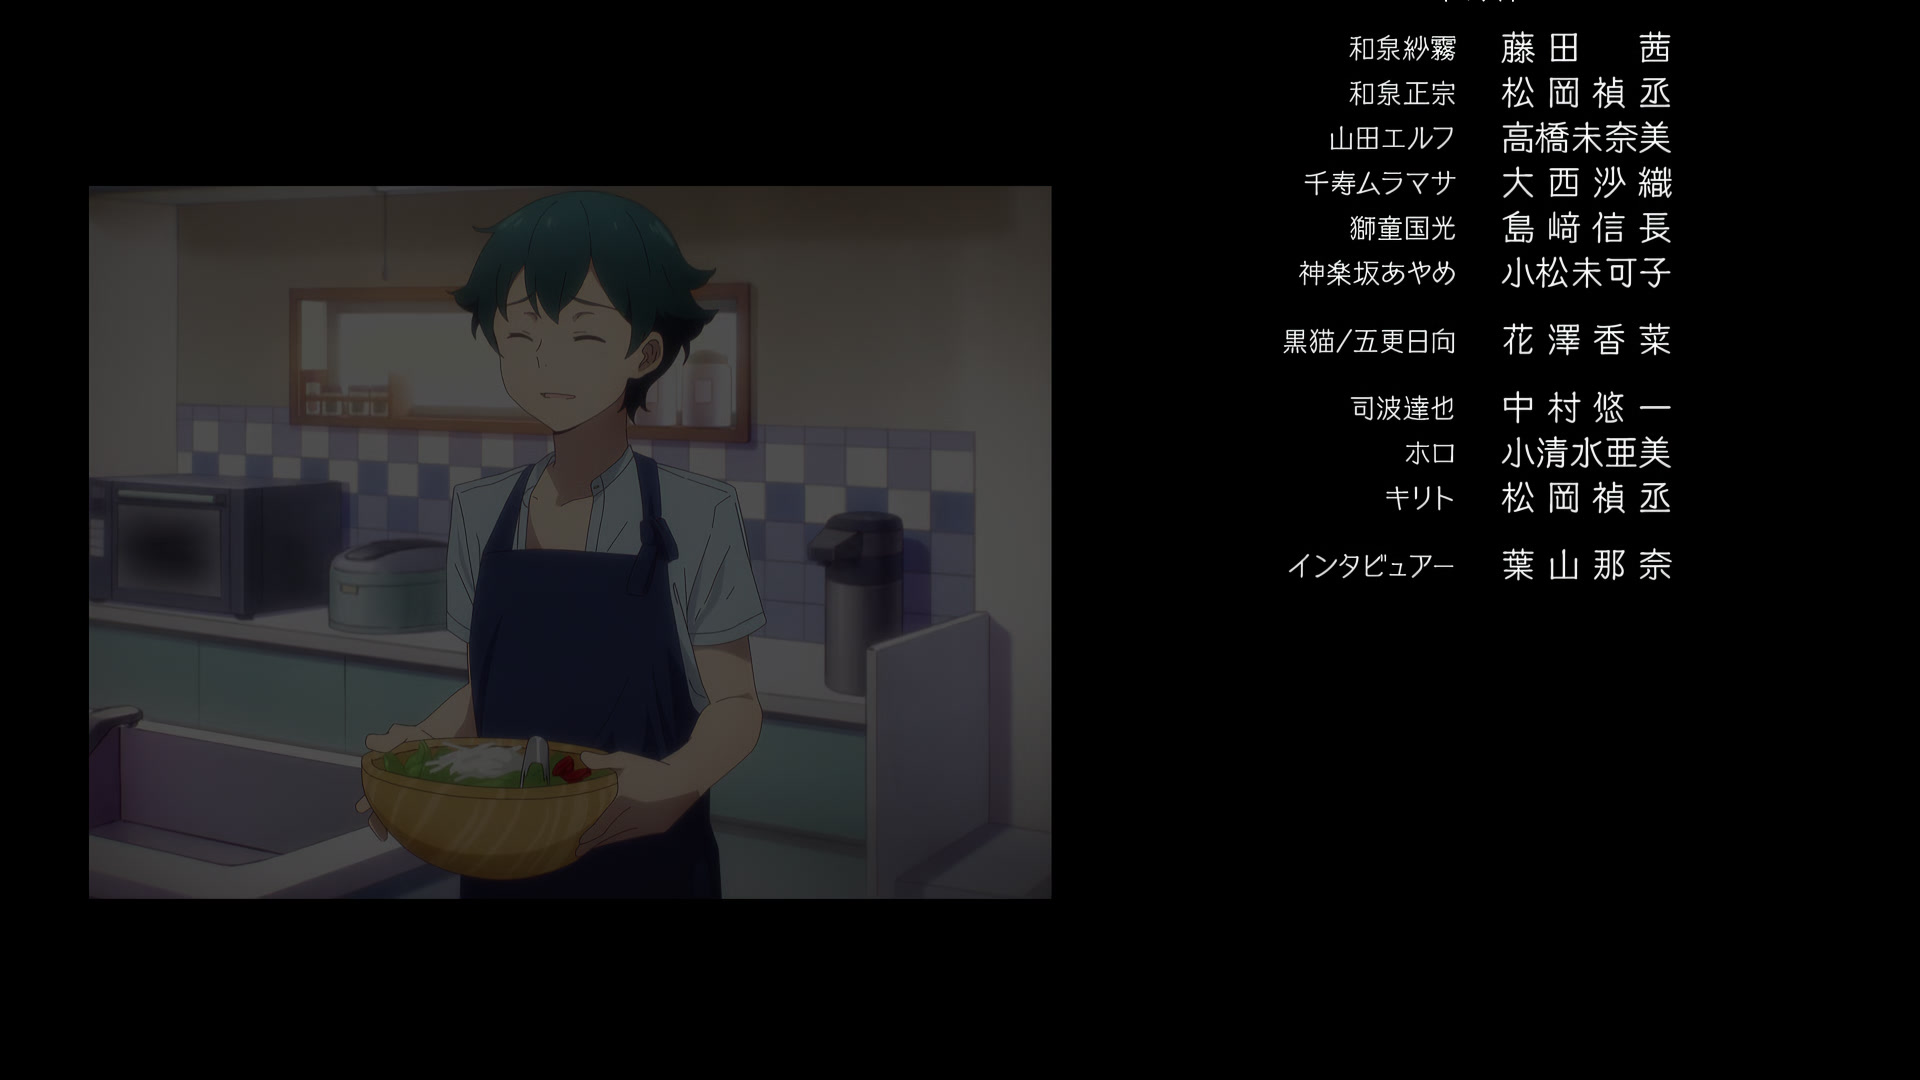 和泉紗霧 藤田 茜
和泉正宗 松岡禎丞
山田エルフ 高橋未奈美
千寿ムラマサ 大西沙織
獅童国光 島﨑信長
神楽坂あやめ 小松未可子
黒猫/五更日向 花澤香菜
司波達也 中村悠一
ホロ 小清水亜美
キリト 松岡禎丞
インタビュアー 葉山那奈